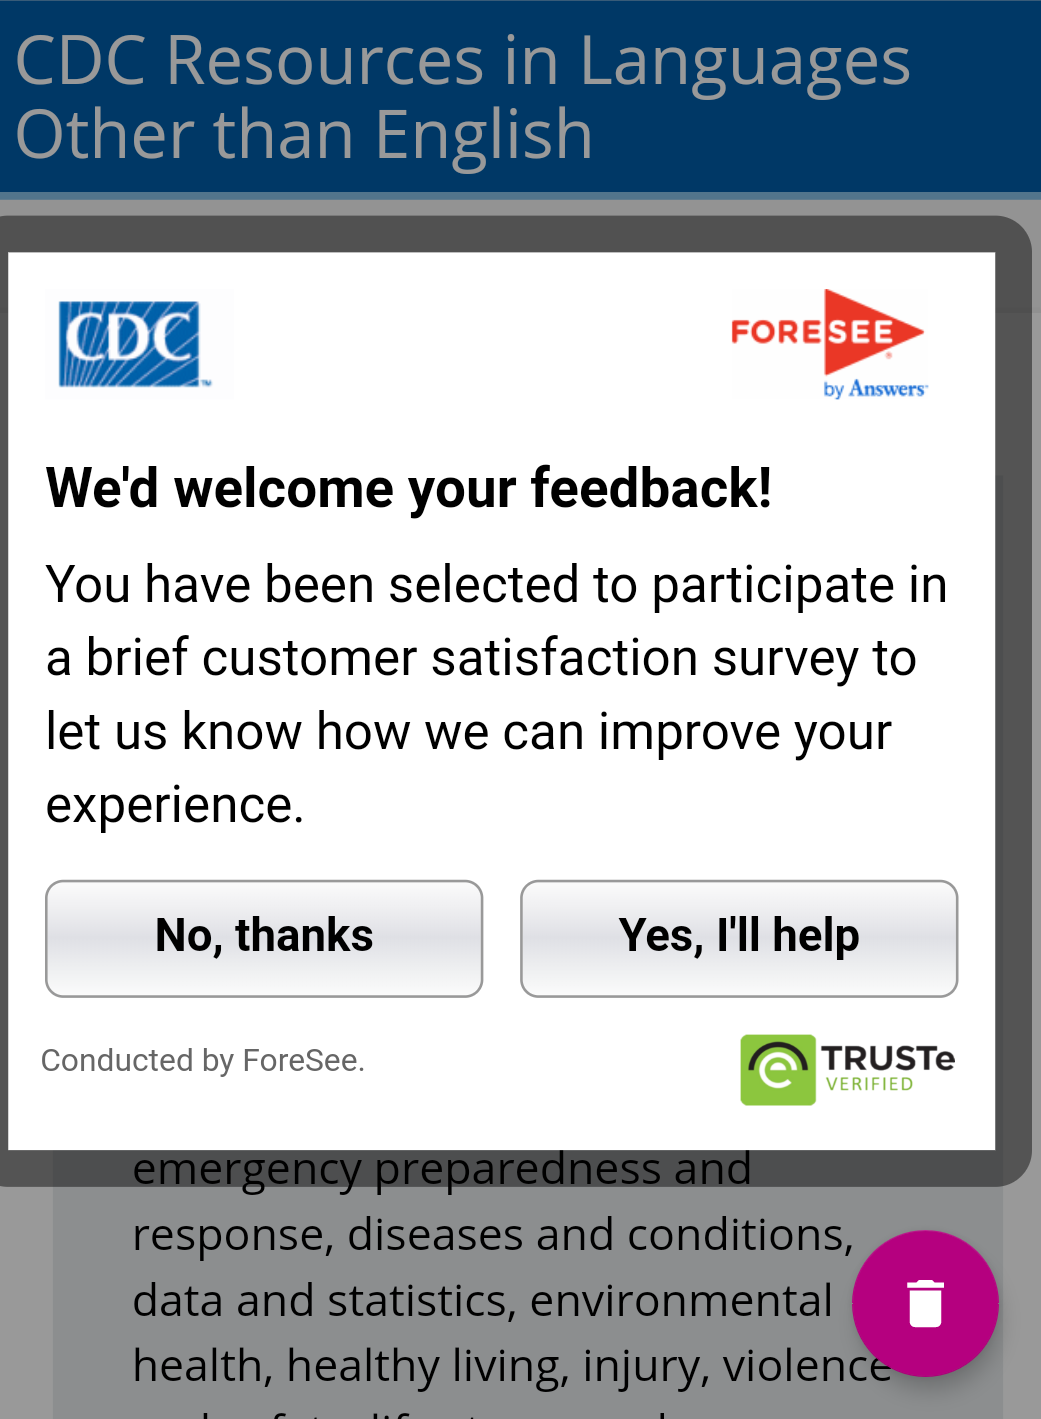 CDC Resources in Languages
Other than English
CDC™
FORESEE®
by Answers™
We'd welcome your feedback!
You have been selected to participate in
a brief customer satisfaction survey to
let us know how we can improve your
experience.
No, thanks
Yes, I'll help
Conducted by ForeSee.
TRUSTe
VERIFIED
emergency preparedness and
response, diseases and conditions,
data and statistics, environmental
health, healthy living, injury, violence